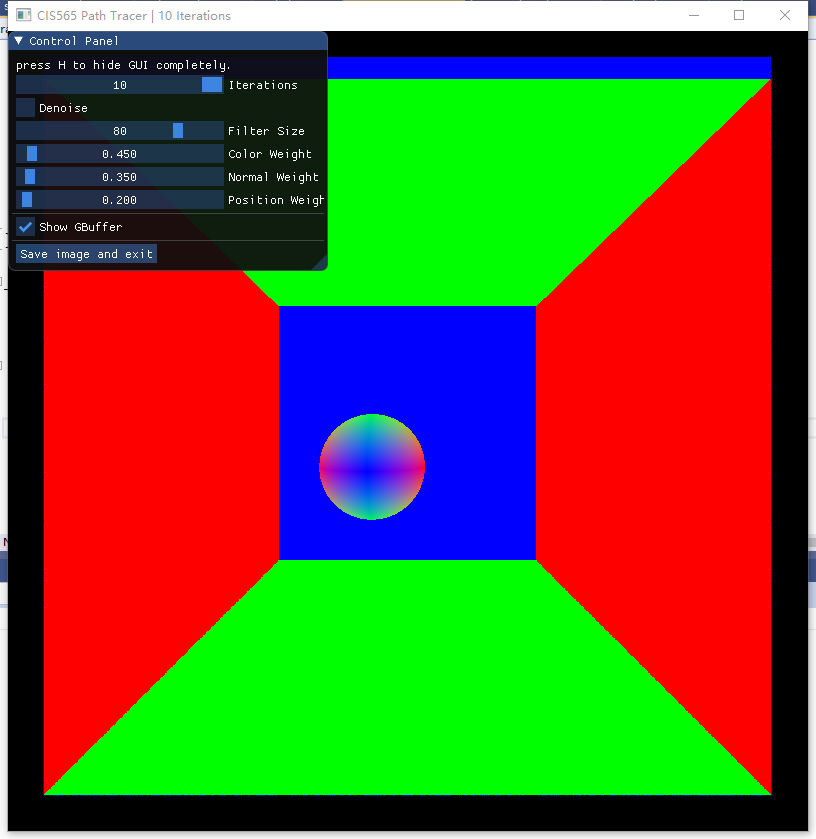 CIS565 Path Tracer | 10 Iterations
Control Panel
press H to hide GUI completely.
10 Iterations
Denoise
80 Filter Size
0.450 Color Weight
0.350 Normal Weight
0.200 Position Weigh
Show GBuffer
Save image and exit